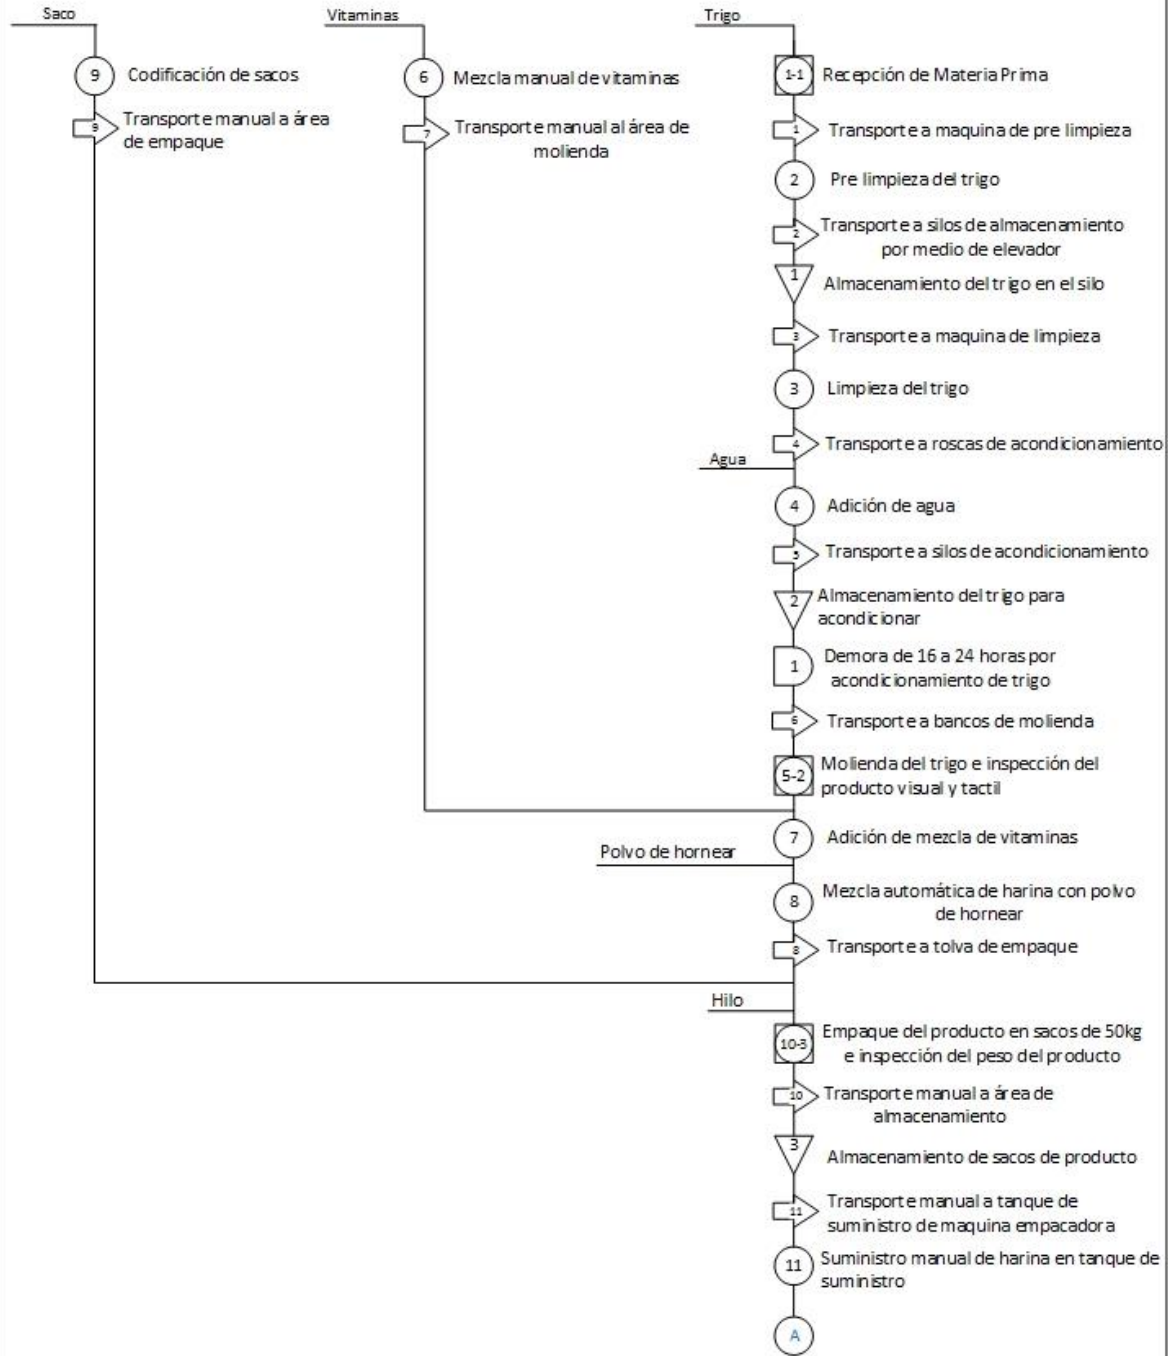 Saco
9
Codificación de sacos
9
Transporte manual a área
de empaque
Vitaminas
6
Mezcla manual de vitaminas
7
Transporte manual al área de
molienda
Trigo
1-1
Recepción de Materia Prima
1
Transporte a maquina de pre limpieza
2
Pre limpieza del trigo
2
Transporte a silos de almacenamiento
por medio de elevador
1
Almacenamiento del trigo en el silo
3
Transporte a maquina de limpieza
3
Limpieza del trigo
4
Transporte a roscas de acondicionamiento
Agua
4
Adición de agua
5
Transporte a silos de acondicionamiento
2
Almacenamiento del trigo para
acondicionar
1
Demora de 16 a 24 horas por
acondicionamiento de trigo
6
Transporte a bancos de molienda
5-2
Molienda del trigo e inspección del
producto visual y tactil
7
Adición de mezcla de vitaminas
Polvo de hornear
8
Mezcla automática de harina con polvo
de hornear
8
Transporte a tolva de empaque
Hilo
10-3
Empaque del producto en sacos de 50kg
e inspección del peso del producto
10
Transporte manual a área de
almacenamiento
3
Almacenamiento de sacos de producto
11
Transporte manual a tanque de
suministro de maquina empacadora
11
Suministro manual de harina en tanque de
suministro
A